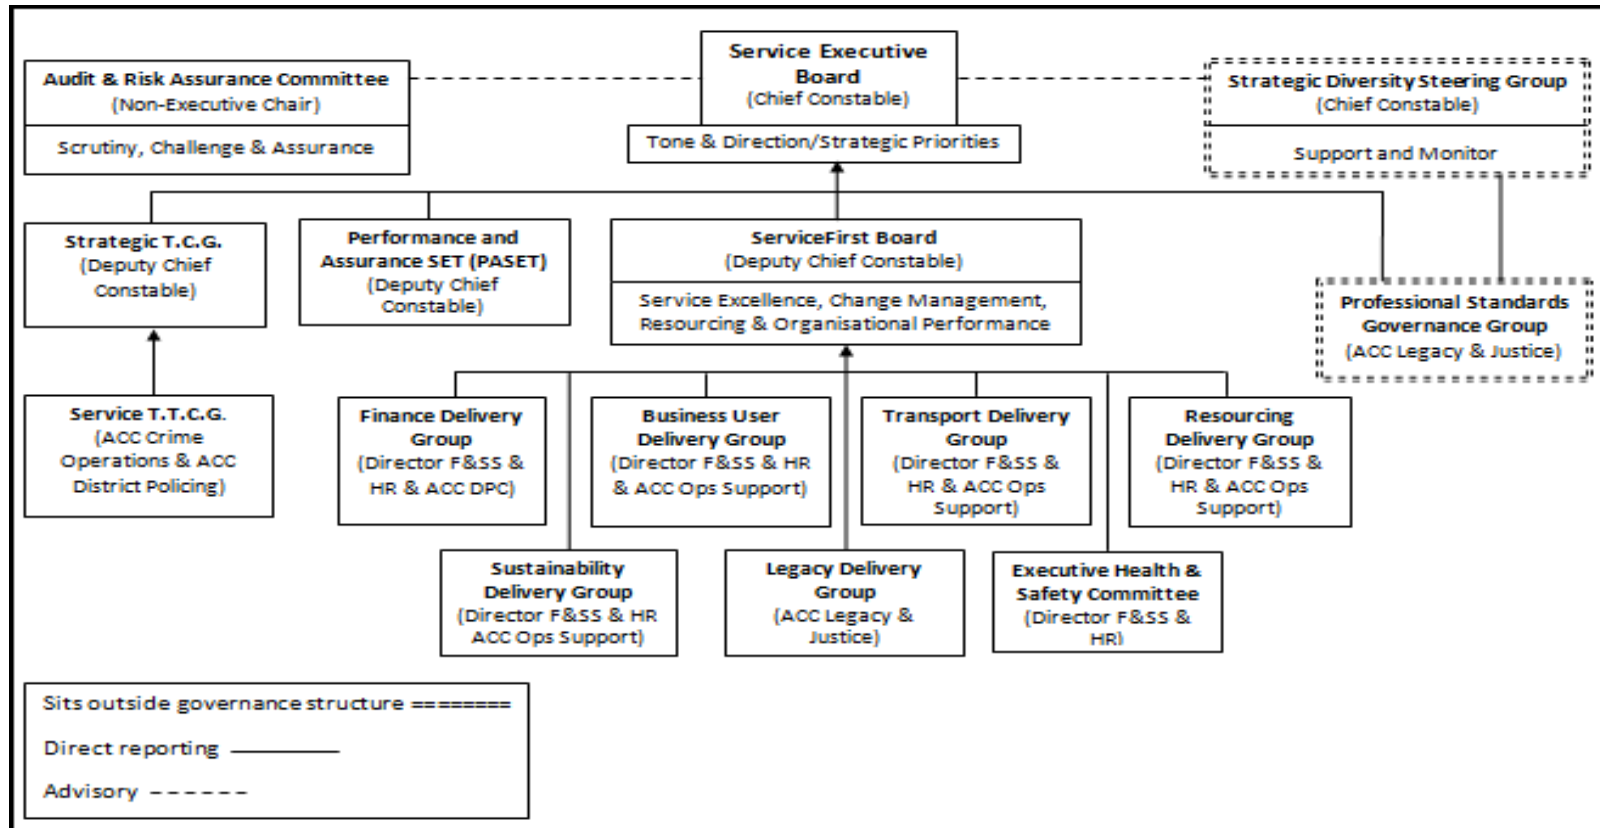 Service Executive
Board
(Chief Constable)
Tone & Direction/Strategic Priorities
Audit & Risk Assurance Committee
(Non-Executive Chair)
Scrutiny, Challenge & Assurance
Strategic Diversity Steering Group
(Chief Constable)
Support and Monitor
Strategic T.C.G.
(Deputy Chief
Constable)
Performance and
Assurance SET (PASET)
(Deputy Chief
Constable)
ServiceFirst Board
(Deputy Chief Constable)
Service Excellence, Change Management,
Resourcing & Organisational Performance
Professional Standards
Governance Group
(ACC Legacy & Justice)
Service T.T.C.G.
(ACC Crime
Operations & ACC
District Policing)
Finance Delivery
Group
(Director F&SS &
HR & ACC DPC)
Business User
Delivery Group
(Director F&SS & HR
& ACC Ops Support)
Transport Delivery
Group
(Director F&SS &
HR & ACC Ops
Support)
Resourcing
Delivery Group
(Director F&SS &
HR & ACC Ops
Support)
Sustainability
Delivery Group
(Director F&SS & HR
ACC Ops Support)
Legacy Delivery
Group
(ACC Legacy &
Justice)
Executive Health &
Safety Committee
(Director F&SS &
HR)
Sits outside governance structure ========
Direct reporting ________
Advisory ------